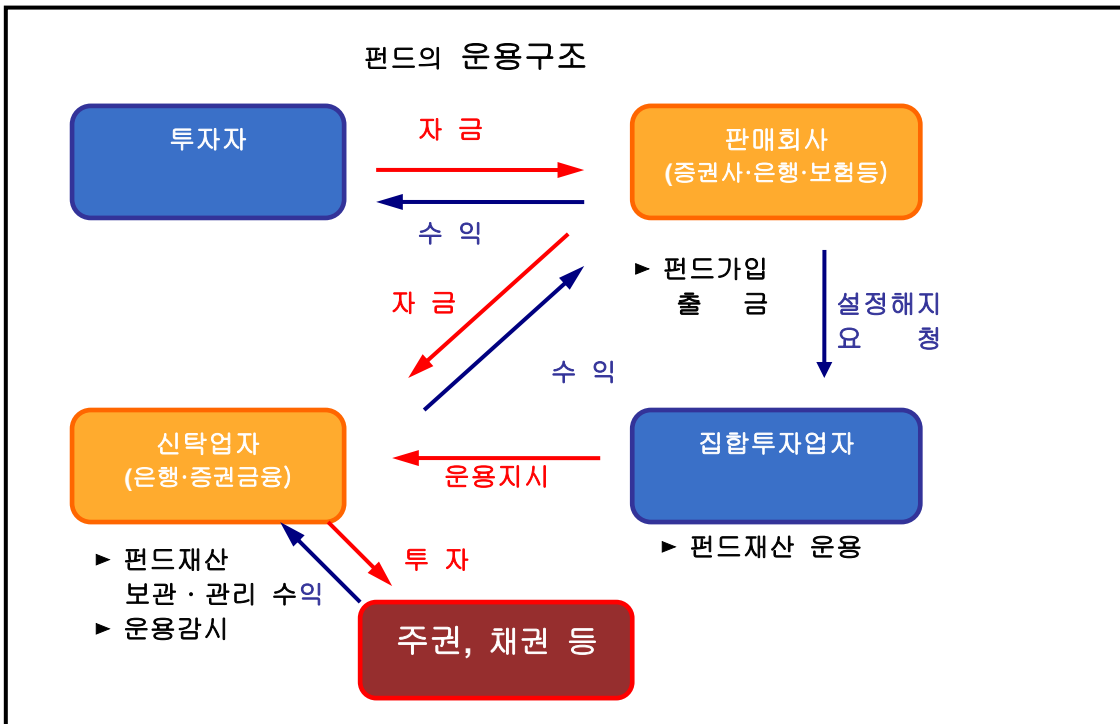 펀드의 운용구조
투자자
자 금
판매회사
(증권사·은행·보험등)
수 익
► 펀드가입
출 금
자 금
설정해지
요 청
수 익
신탁업자
(은행·증권금융)
집합투자업자
운용지시
► 펀드재산 운용
► 펀드재산
보관 · 관리 수익
► 운용감시
투 자
주권, 채권 등